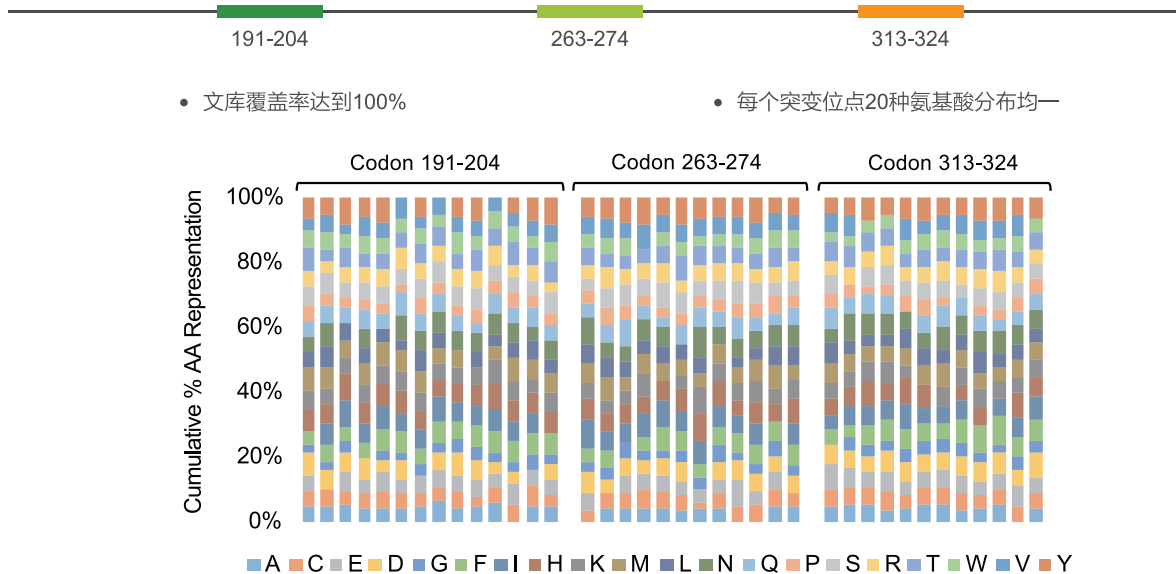 191-204 263-274 313-324
• 文库覆盖率达到100% • 每个突变位点20种氨基酸分布均一
Codon 191-204 Codon 263-274 Codon 313-324
Cumulative % AA Representation
100%
80%
60%
40%
20%
0%
A C E D G F I H K M L N Q P S R T W V Y